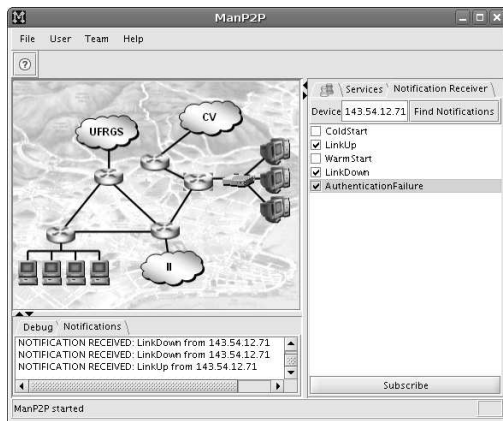 ManP2P
File User Team Help
UFRGS
CV
II
Services Notification Receiver
Device 143.54.12.71 Find Notifications
ColdStart
LinkUp
WarmStart
LinkDown
AuthenticationFailure
Subscribe
Debug Notifications
NOTIFICATION RECEIVED: LinkDown from 143.54.12.71
NOTIFICATION RECEIVED: LinkDown from 143.54.12.71
NOTIFICATION RECEIVED: LinkUp from 143.54.12.71
ManP2P started